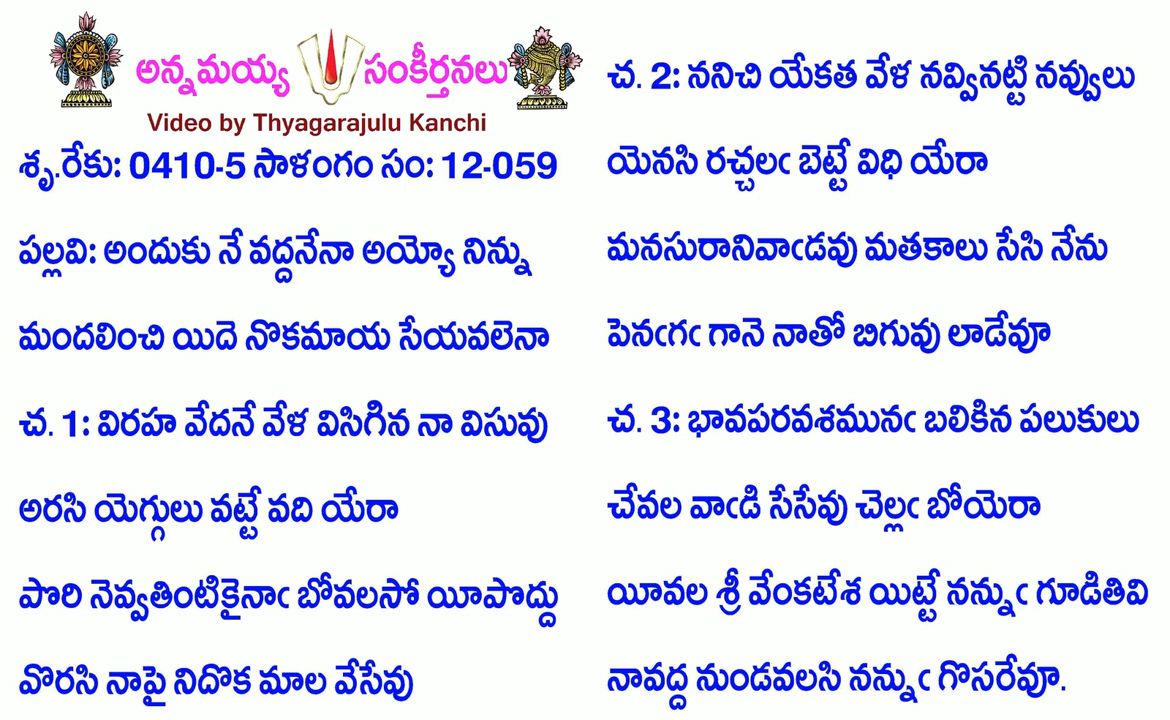 అన్నమయ్య సంకీర్తనలు
Video by Thyagarajulu Kanchi
శృ.రేకు: 0410-5 సాళంగం సం: 12-059
పల్లవి: అందుకు నే వద్దనేనా అయ్యో నిన్ను
మందలించి యిదె నొకమాయ సేయవలెనా
చ. 1: విరహ వేదనే వేళ విసిగిన నా విసువు
అరసి యెగ్గులు వట్టే వది యేరా
పొరి నెవ్వతింటికైనాఁ బోవలసో యీపొద్దు
వొరసి నాపై నిదొక మాల వేసేవు
చ. 2: ననిచి యేకత వేళ నవ్వినట్టి నవ్వులు
యెనసి రచ్చలఁ బెట్టే విధి యేరా
మనసురానివాఁడవు మతకాలు సేసి నేను
పెనఁగఁ గానె నాతో బిగువు లాడేవూ
చ. 3: భావపరవశమునఁ బలికిన పలుకులు
చేవల వాఁడి సేసేవు చెల్లఁ బోయెరా
యీవల శ్రీ వేంకటేశ యిట్టే నన్నుఁ గూడితివి
నావద్ద నుండవలసి నన్నుఁ గొసరేవూ.